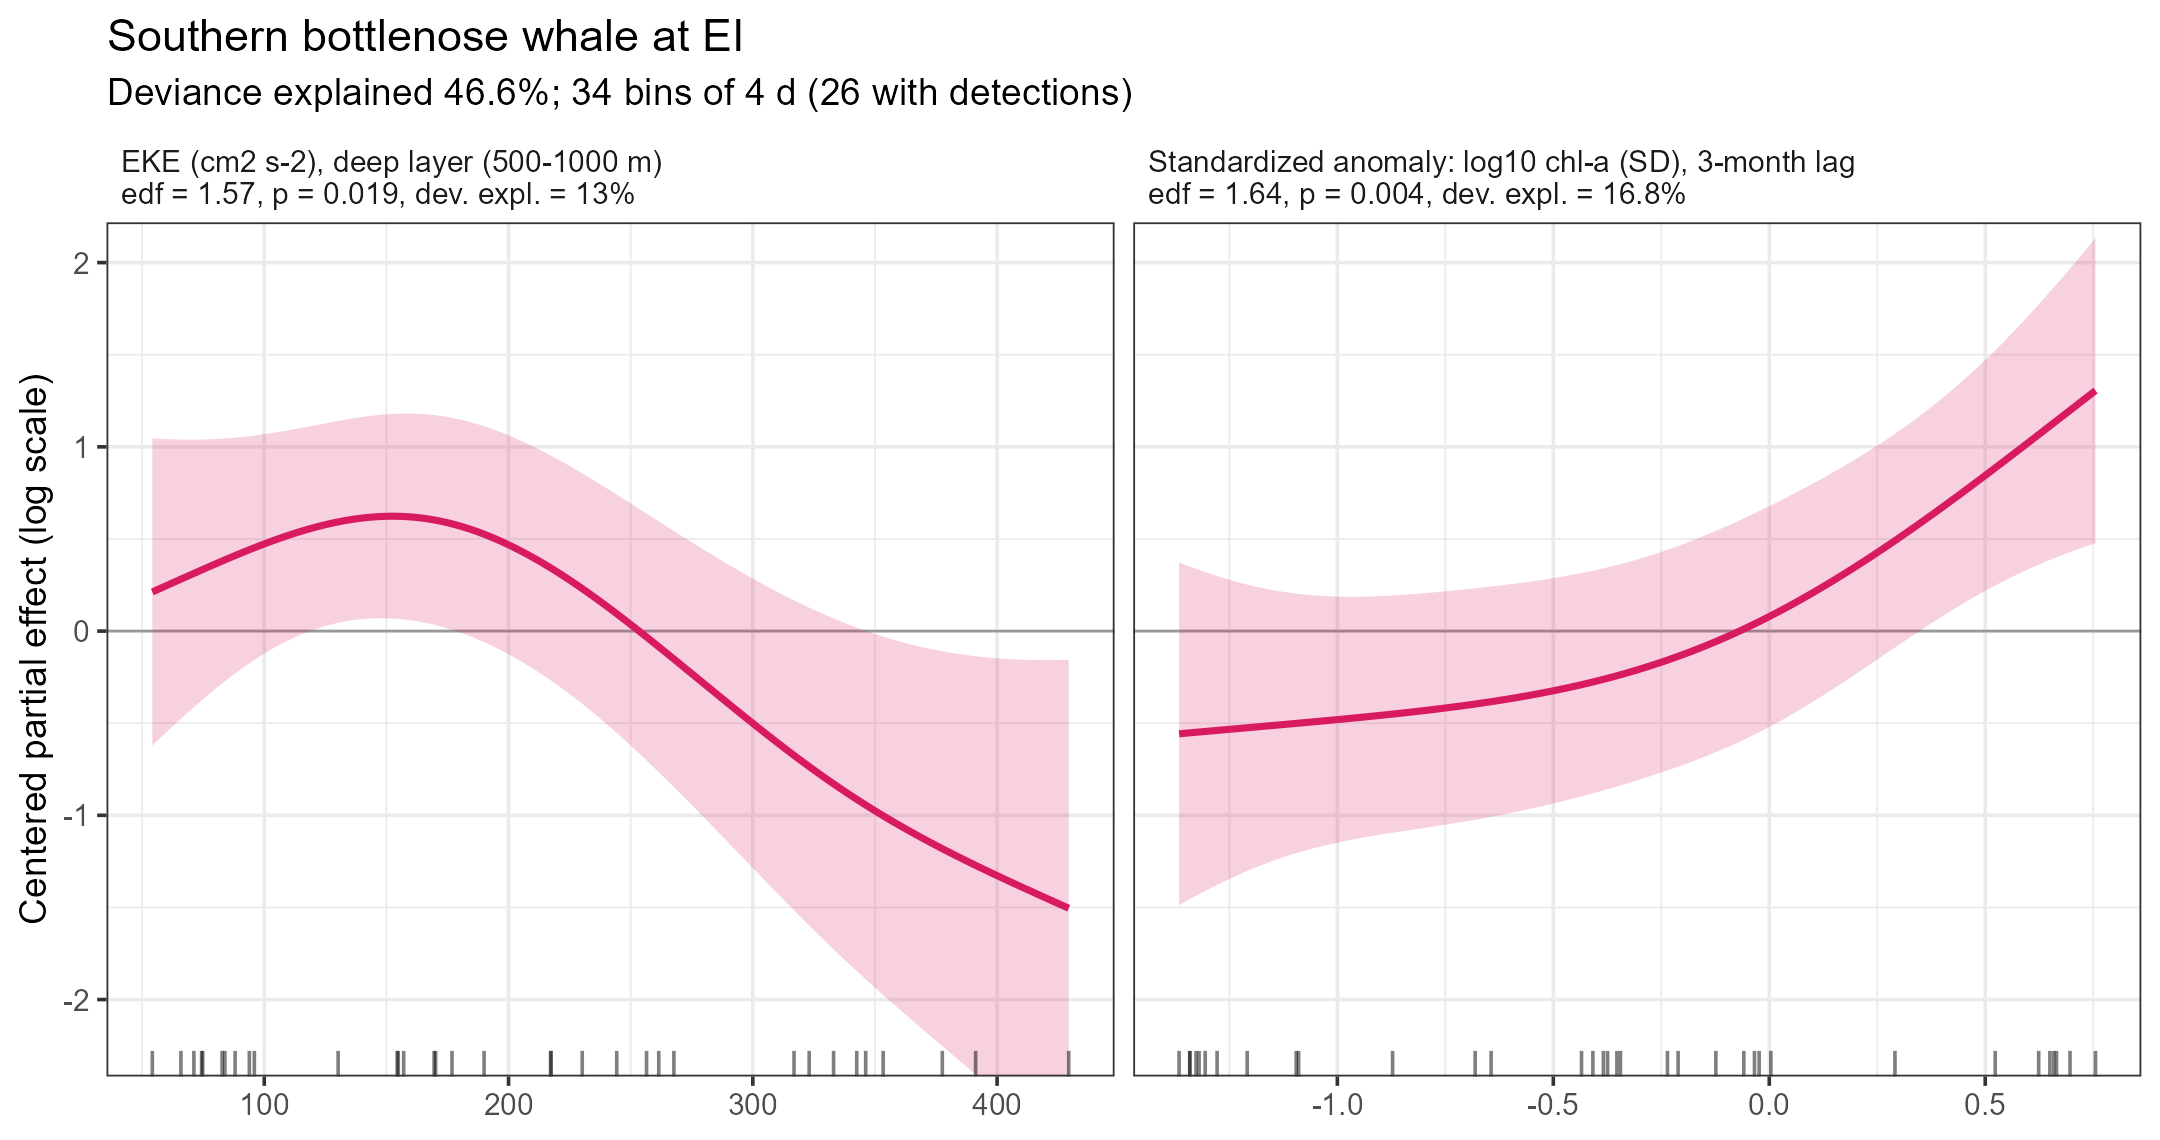 Southern bottlenose whale at EI
Deviance explained 46.6%; 34 bins of 4 d (26 with detections)
EKE (cm2 s-2), deep layer (500-1000 m)
edf = 1.57, p = 0.019, dev. expl. = 13%
Standardized anomaly: log10 chl-a (SD), 3-month lag
edf = 1.64, p = 0.004, dev. expl. = 16.8%
Centered partial effect (log scale)
2
1
0
-1
-2
100 200 300 400
-1.0 -0.5 0.0 0.5